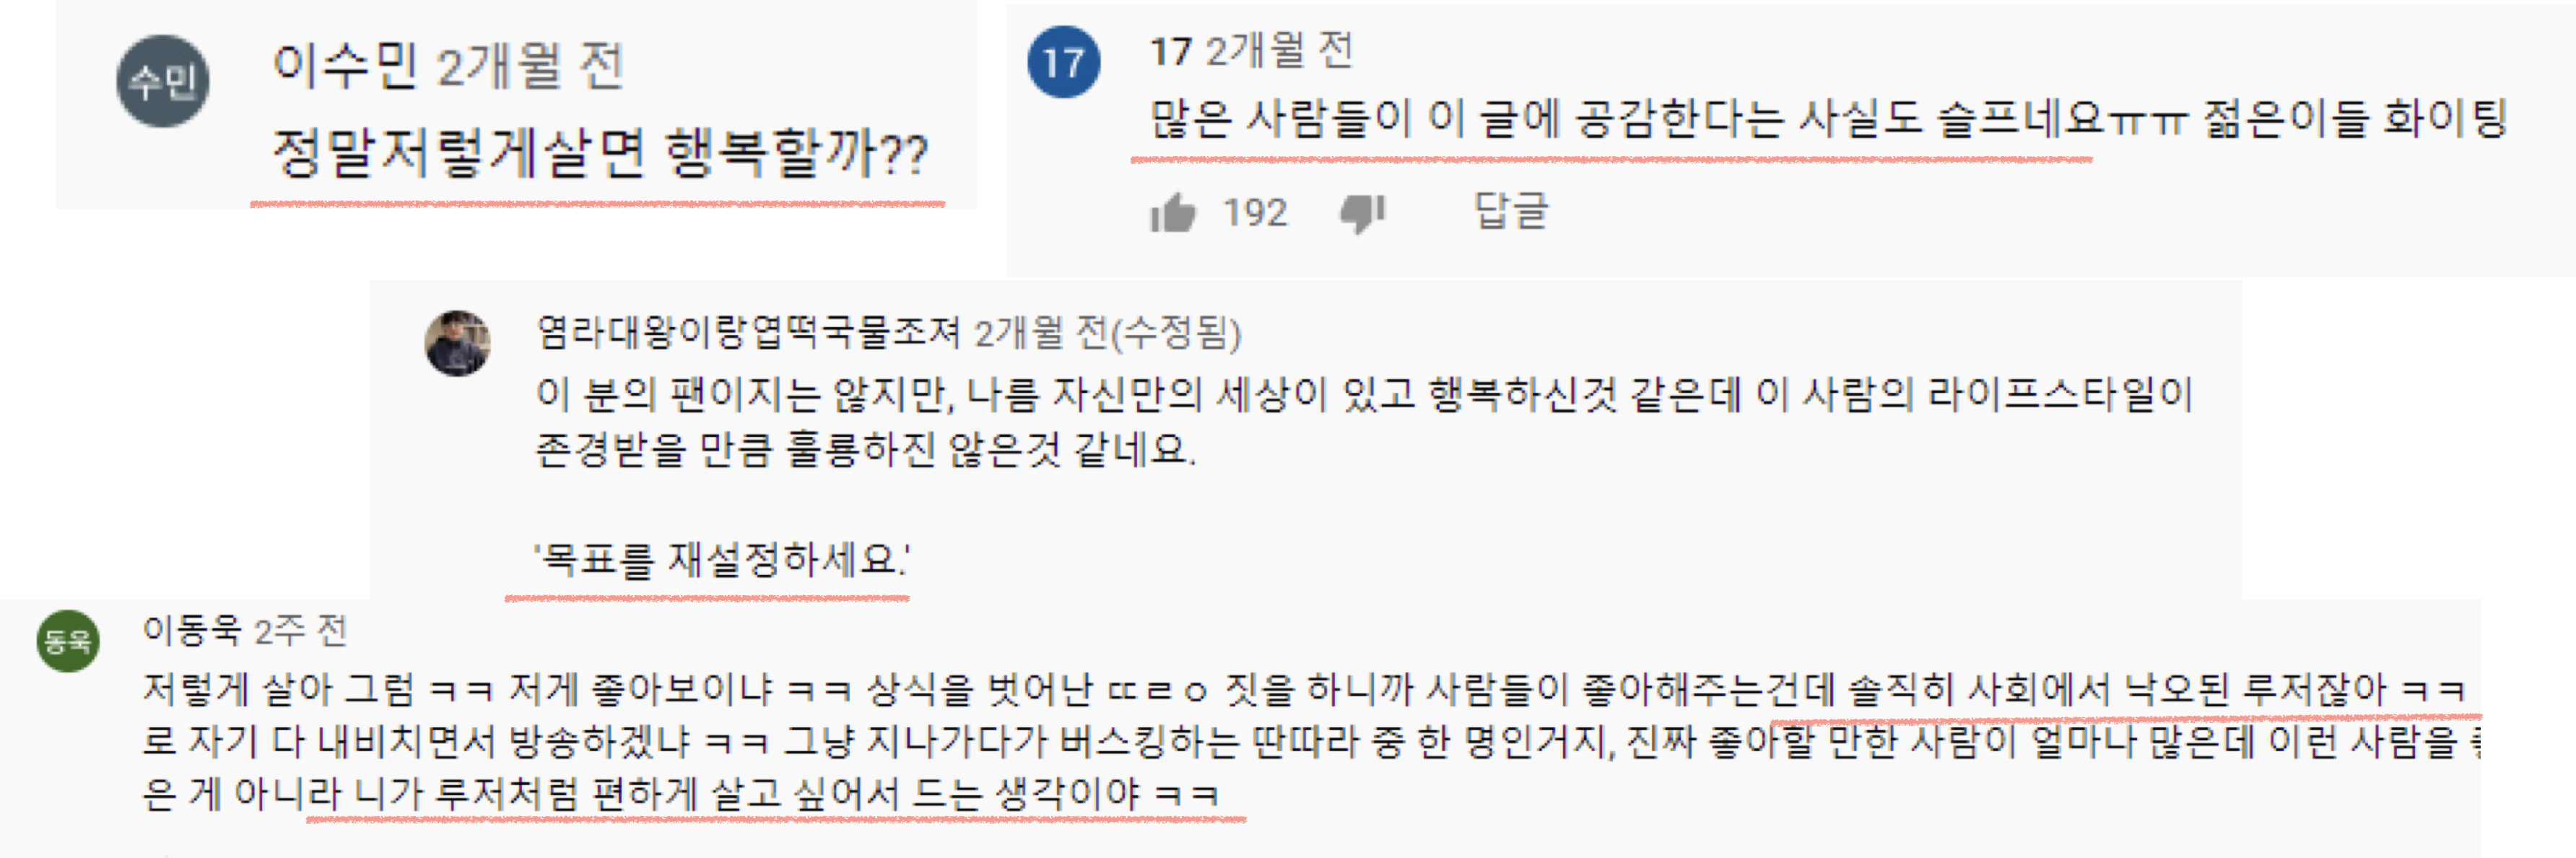 수민
이수민 2개월 전
정말저렇게살면 행복할까??
17
17 2개월 전
많은 사람들이 이 글에 공감한다는 사실도 슬프네요ㅠㅠ 젊은이들 화이팅
192 답글
염라대왕이랑엽떡국물조져 2개월 전(수정됨)
이 분의 팬이지는 않지만, 나름 자신만의 세상이 있고 행복하신것 같은데 이 사람의 라이프스타일이
존경받을 만큼 훌륭하진 않은것 같네요.
'목표를 재설정하세요.'
동욱
이동욱 2주 전
저렇게 살아 그럼 ㅋㅋ 저게 좋아보이냐 ㅋㅋ 상식을 벗어난 ㄸㄹㅇ 짓을 하니까 사람들이 좋아해주는건데 솔직히 사회에서 낙오된 루저잖아 ㅋㅋ
로 자기 다 내비치면서 방송하겠냐 ㅋㅋ 그냥 지나가다가 버스킹하는 딴따라 중 한 명인거지, 진짜 좋아할 만한 사람이 얼마나 많은데 이런 사람을
은 게 아니라 니가 루저처럼 편하게 살고 싶어서 드는 생각이야 ㅋㅋ